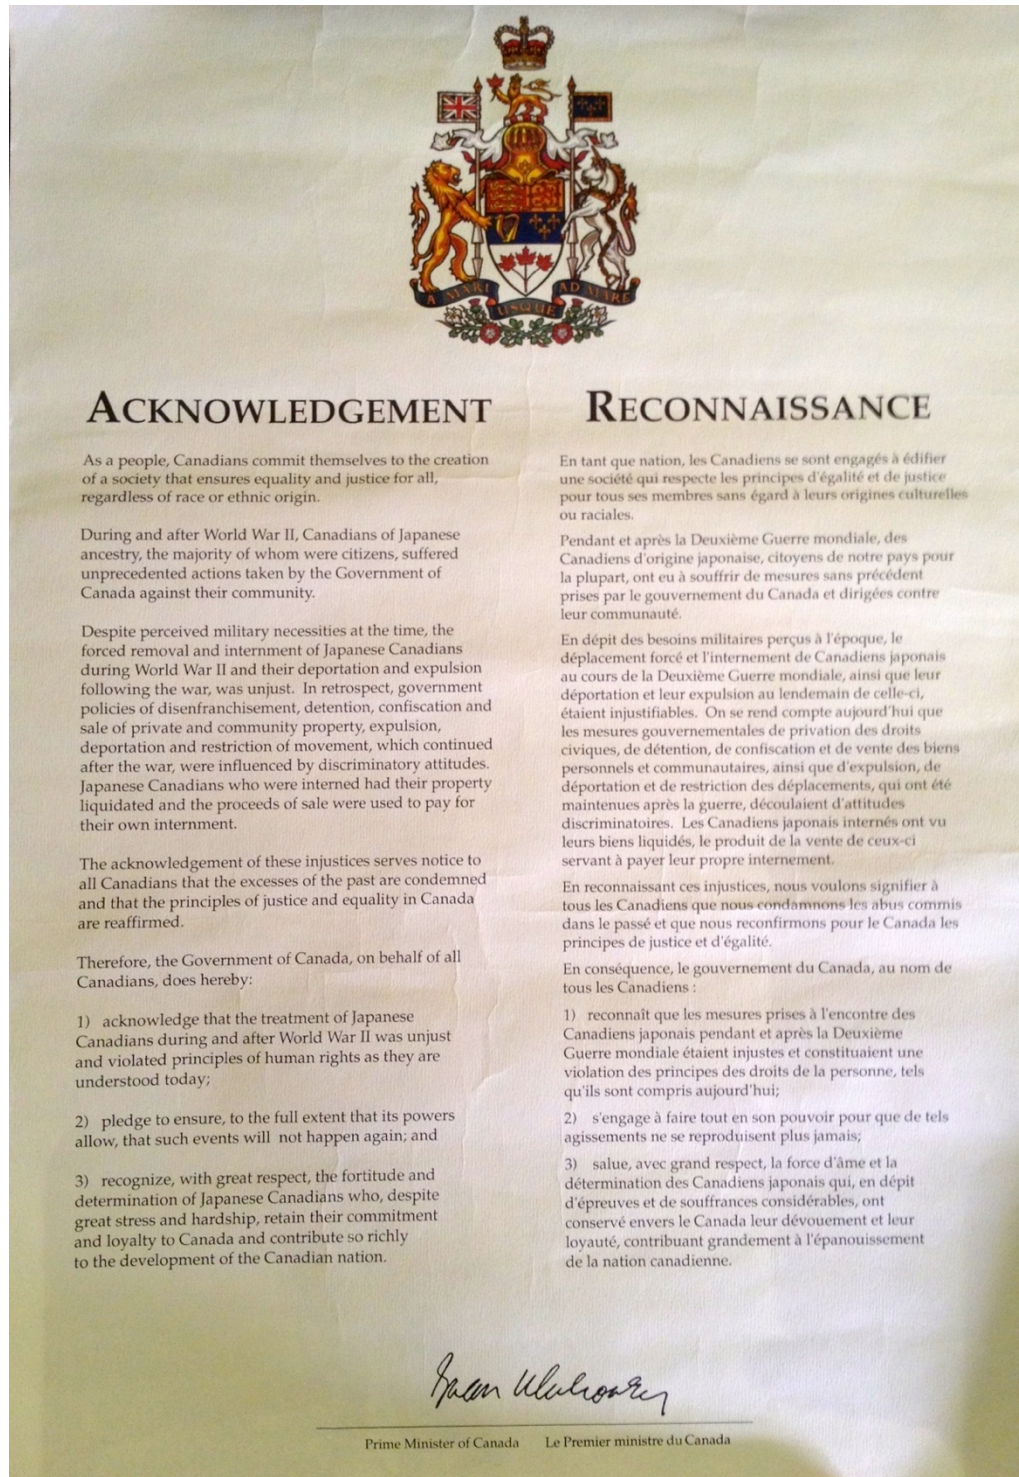 A MARI USQUE AD MARE
ACKNOWLEDGEMENT
As a people, Canadians commit themselves to the creation
of a society that ensures equality and justice for all,
regardless of race or ethnic origin.
During and after World War II, Canadians of Japanese
ancestry, the majority of whom were citizens, suffered
unprecedented actions taken by the Government of
Canada against their community.
Despite perceived military necessities at the time, the
forced removal and internment of Japanese Canadians
during World War II and their deportation and expulsion
following the war, was unjust. In retrospect, government
policies of disenfranchisement, detention, confiscation and
sale of private and community property, expulsion,
deportation and restriction of movement, which continued
after the war, were influenced by discriminatory attitudes.
Japanese Canadians who were interned had their property
liquidated and the proceeds of sale were used to pay for
their own internment.
The acknowledgement of these injustices serves notice to
all Canadians that the excesses of the past are condemned
and that the principles of justice and equality in Canada
are reaffirmed.
Therefore, the Government of Canada, on behalf of all
Canadians, does hereby:
1) acknowledge that the treatment of Japanese
Canadians during and after World War II was unjust
and violated principles of human rights as they are
understood today;
2) pledge to ensure, to the full extent that its powers
allow, that such events will not happen again; and
3) recognize, with great respect, the fortitude and
determination of Japanese Canadians who, despite
great stress and hardship, retain their commitment
and loyalty to Canada and contribute so richly
to the development of the Canadian nation.
RECONNAISSANCE
En tant que nation, les Canadiens se sont engagés à édifier
une société qui respecte les principes d'égalité et de justice
pour tous ses membres sans égard à leurs origines culturelles
ou raciales.
Pendant et après la Deuxième Guerre mondiale, des
Canadiens d'origine japonaise, citoyens de notre pays pour
la plupart, ont eu à souffrir de mesures sans précédent
prises par le gouvernement du Canada et dirigées contre
leur communauté.
En dépit des besoins militaires perçus à l'époque, le
déplacement forcé et l'internement de Canadiens japonais
au cours de la Deuxième Guerre mondiale, ainsi que leur
déportation et leur expulsion au lendemain de celle-ci,
étaient injustifiables. On se rend compte aujourd'hui que
les mesures gouvernementales de privation des droits
civiques, de détention, de confiscation et de vente des biens
personnels et communautaires, ainsi que d'expulsion, de
déportation et de restriction des déplacements, qui ont été
maintenues après la guerre, découlaient d'attitudes
discriminatoires. Les Canadiens japonais internés ont vu
leurs biens liquidés, le produit de la vente de ceux-ci
servant à payer leur propre internement.
En reconnaissant ces injustices, nous voulons signifier à
tous les Canadiens que nous condamnons les abus commis
dans le passé et que nous reconfirmons pour le Canada les
principes de justice et d'égalité.
En conséquence, le gouvernement du Canada, au nom de
tous les Canadiens :
1) reconnaît que les mesures prises à l'encontre des
Canadiens japonais pendant et après la Deuxième
Guerre mondiale étaient injustes et constituaient une
violation des principes des droits de la personne, tels
qu'ils sont compris aujourd'hui;
2) s'engage à faire tout en son pouvoir pour que de tels
agissements ne se reproduisent plus jamais;
3) salue, avec grand respect, la force d'âme et la
détermination des Canadiens japonais qui, en dépit
d'épreuves et de souffrances considérables, ont
conservé envers le Canada leur dévouement et leur
loyauté, contribuant grandement à l'épanouissement
de la nation canadienne.
Brian Mulroney
Prime Minister of Canada Le Premier ministre du Canada